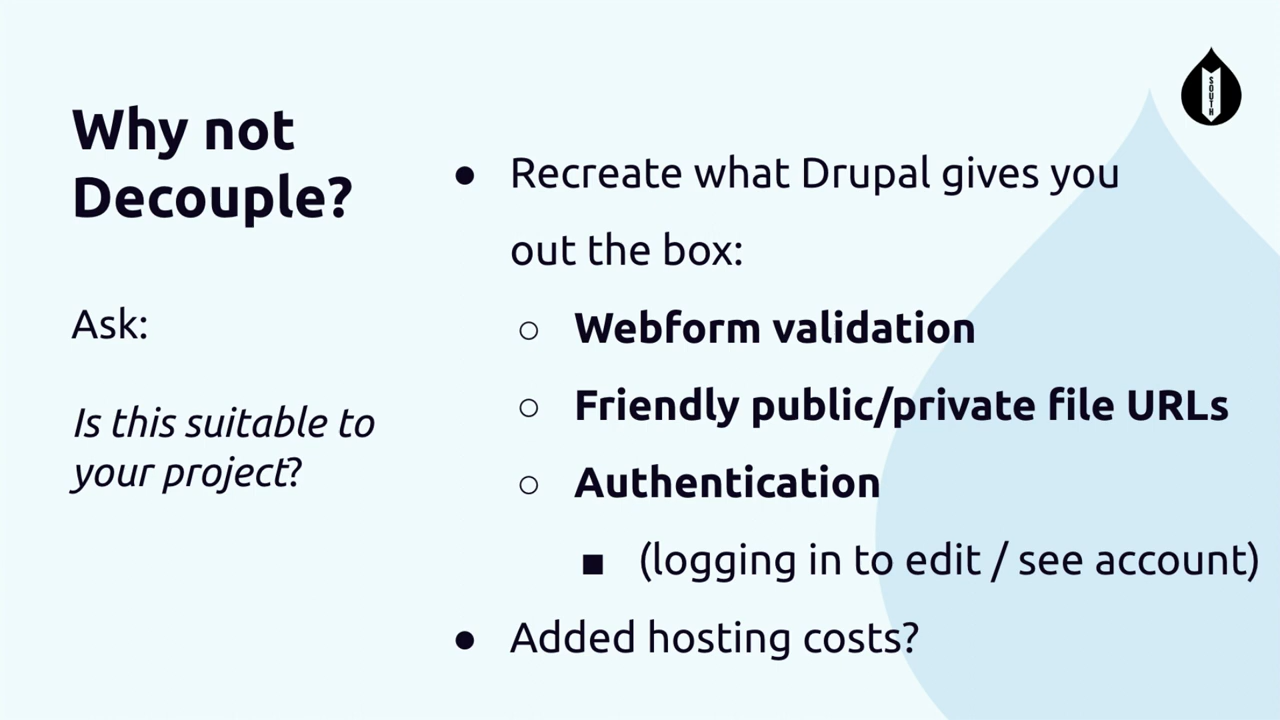 Why not
Decouple?
Ask:
Is this suitable to
your project?
● Recreate what Drupal gives you
out the box:
○ Webform validation
○ Friendly public/private file URLs
○ Authentication
■ (logging in to edit / see account)
● Added hosting costs?
SOUTH